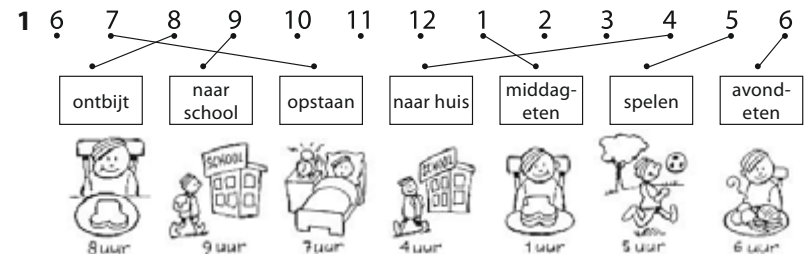 1 6 7 8 9 10 11 12 1 2 3 4 5 6
ontbijt
naar
school
opstaan
naar huis
middag-
eten
spelen
avond-
eten
SCHOOL
SCHOOL
8 uur 9 uur 7 uur 4 uur 1 uur 5 uur 6 uur